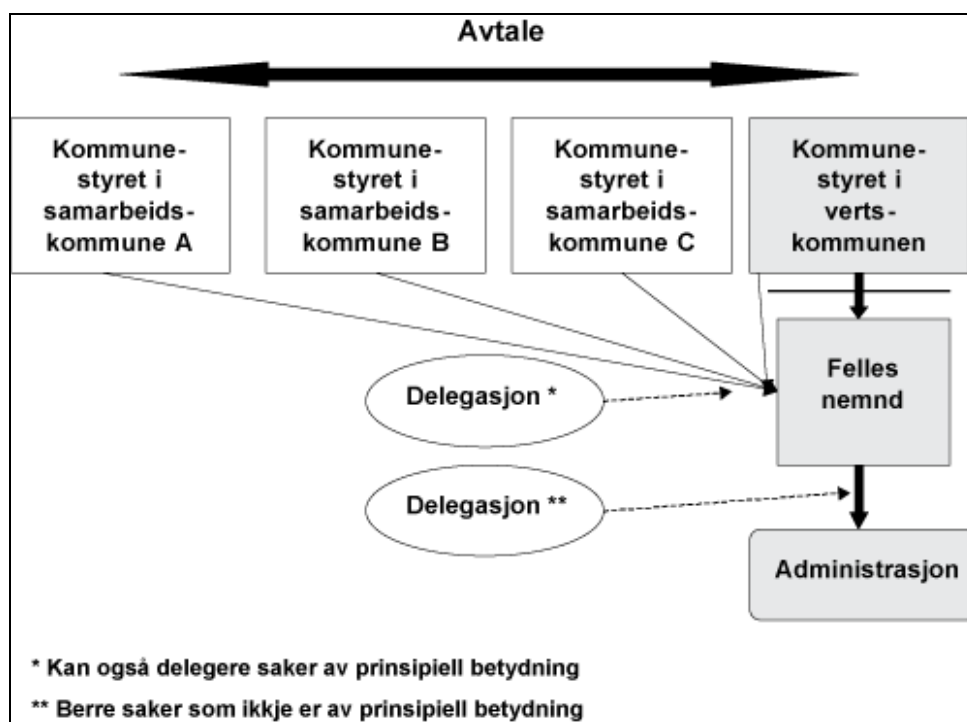 Avtale
Kommune-
styret i
samarbeids-
kommune A
Kommune-
styret i
samarbeids-
kommune B
Kommune-
styret i
samarbeids-
kommune C
Kommune-
styret i
verts-
kommunen
Felles
nemnd
Delegasjon *
Delegasjon **
Administrasjon
* Kan også delegere saker av prinsipiell betydning
** Berre saker som ikkje er av prinsipiell betydning